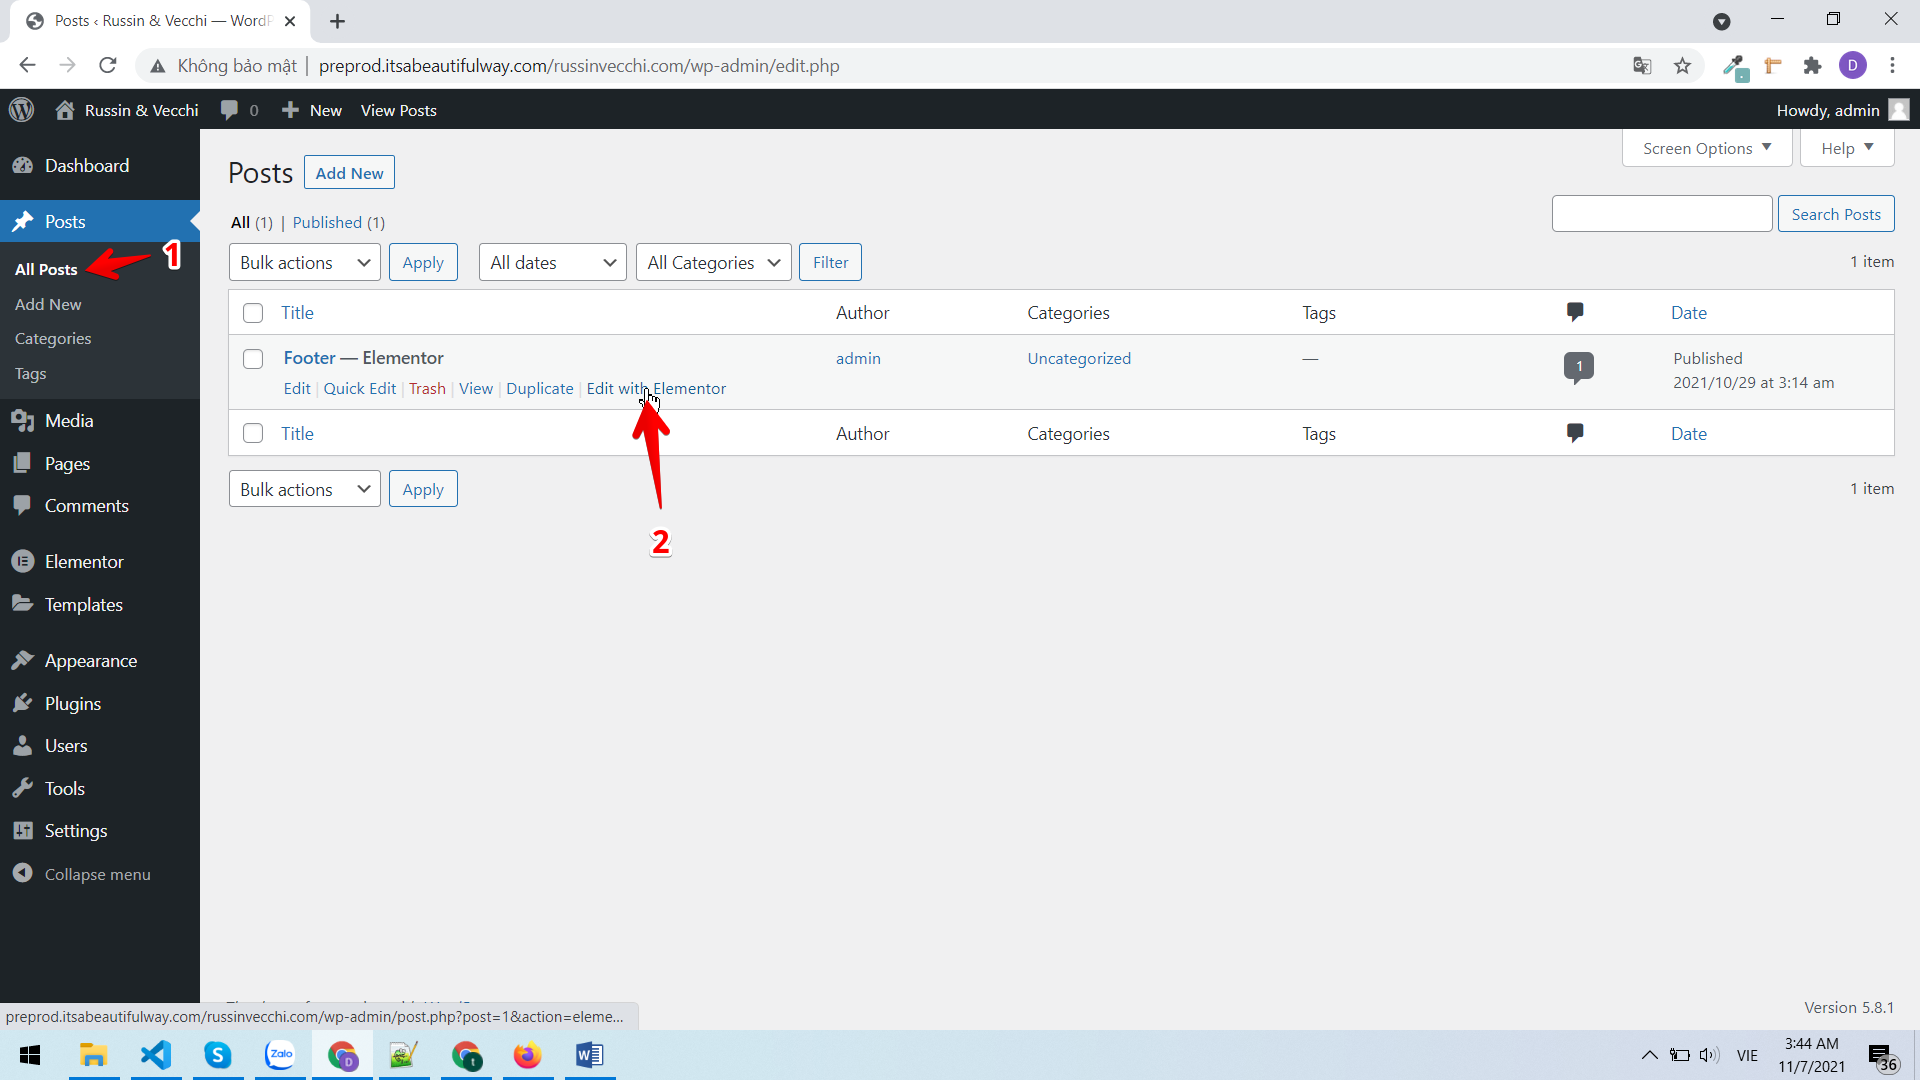 Posts ‹ Russin & Vecchi — WordP
Không bảo mật | preprod.itsabeautifulway.com/russinvecchi.com/wp-admin/edit.php
D
Russin & Vecchi 0 New View Posts
Howdy, admin
Dashboard
Posts
1
All Posts
Add New
Categories
Tags
Media
Pages
Comments
Elementor
Templates
Appearance
Plugins
Users
Tools
Settings
Collapse menu
Screen Options Help
Posts Add New
All (1) | Published (1)
Search Posts
Bulk actions Apply All dates All Categories Filter
1 item
Title Author Categories Tags Date
Footer — Elementor admin Uncategorized — 1 Published
2021/10/29 at 3:14 am
Edit | Quick Edit | Trash | View | Duplicate | Edit with Elementor
Title Author Categories Tags Date
Bulk actions Apply
1 item
2
Version 5.8.1
preprod.itsabeautifulway.com/russinvecchi.com/wp-admin/post.php?post=1&action=eleme...
Zalo
D
t
VIE
3:44 AM
11/7/2021
36